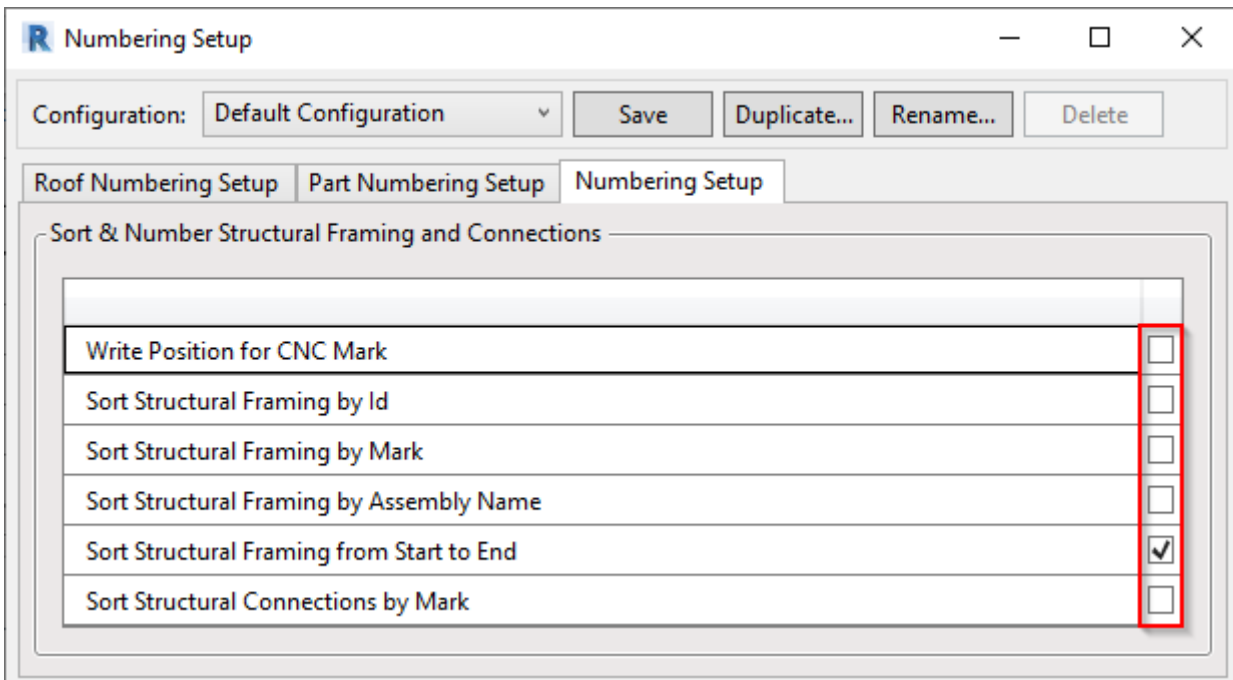 Numbering Setup
Configuration: Default Configuration Save Duplicate... Rename... Delete
Roof Numbering Setup Part Numbering Setup Numbering Setup
Sort & Number Structural Framing and Connections
Write Position for CNC Mark
Sort Structural Framing by Id
Sort Structural Framing by Mark
Sort Structural Framing by Assembly Name
Sort Structural Framing from Start to End
Sort Structural Connections by Mark